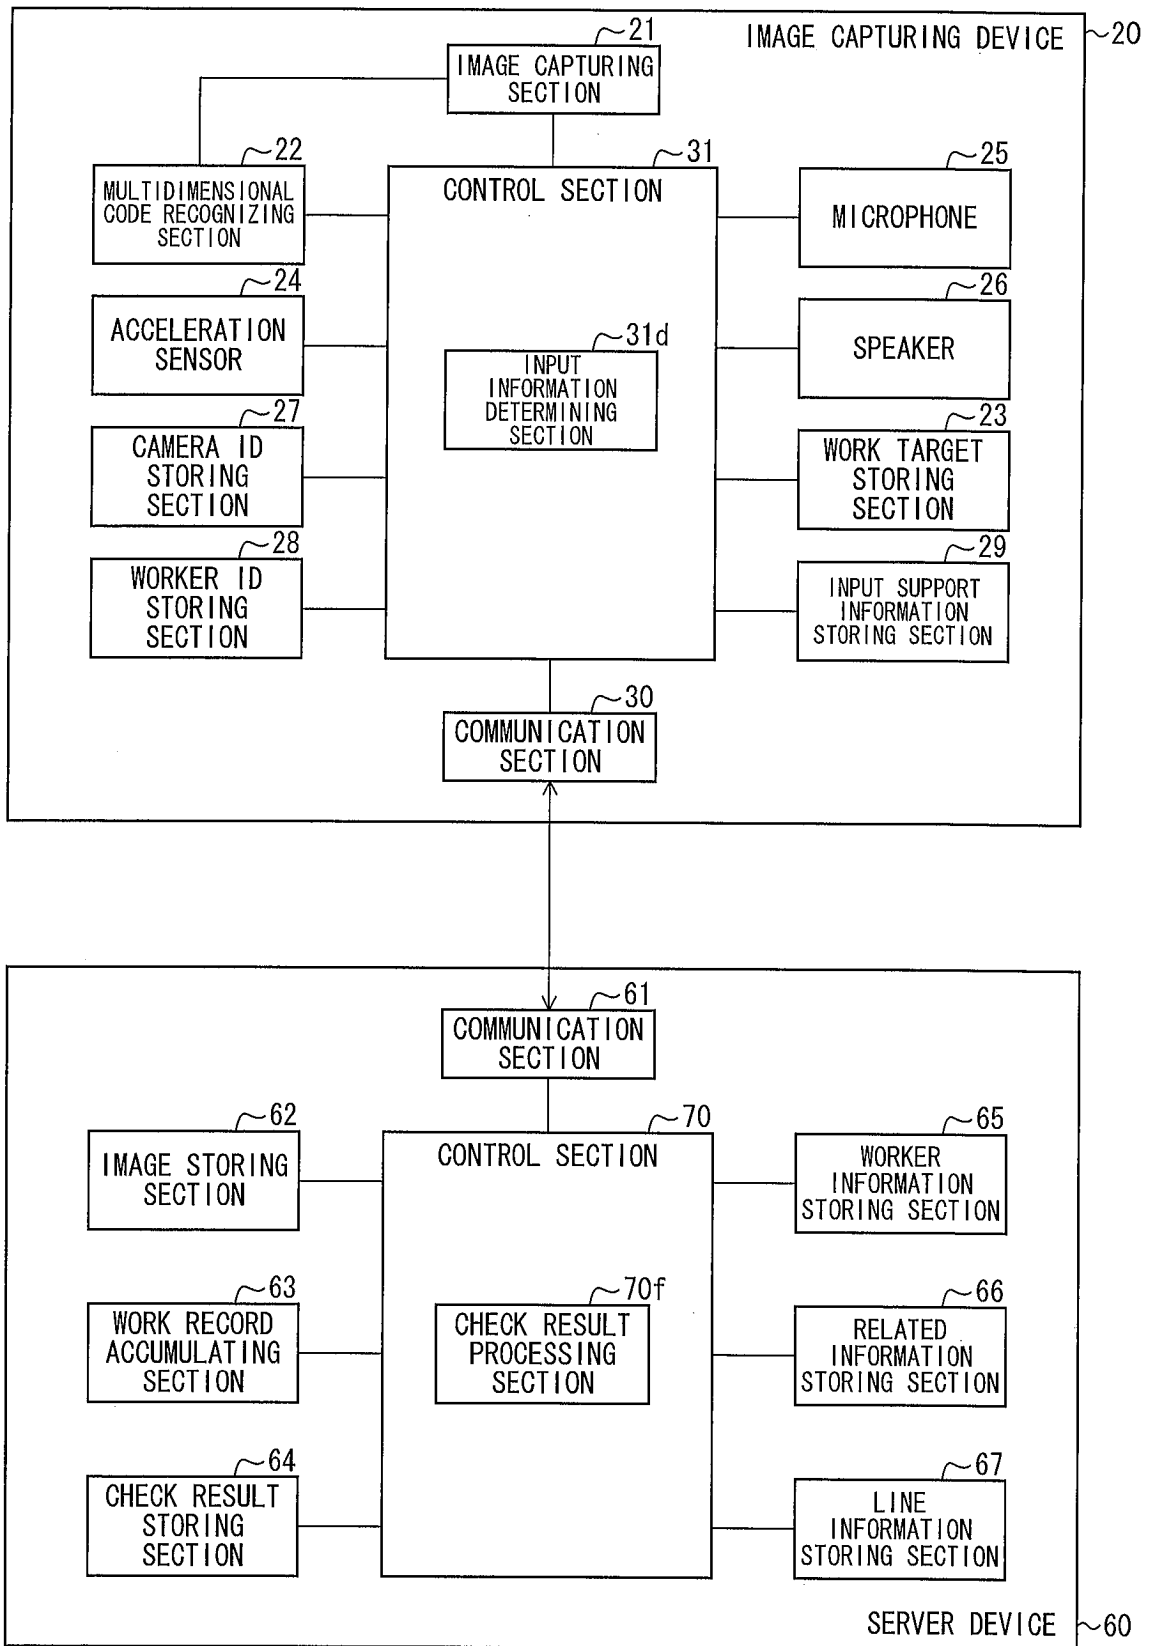 IMAGE CAPTURING DEVICE
20
21
IMAGE CAPTURING
SECTION
22
MULTIDIMENSIONAL
CODE RECOGNIZING
SECTION
31
CONTROL SECTION
25
MICROPHONE
24
ACCELERATION
SENSOR
26
SPEAKER
31d
INPUT
INFORMATION
DETERMINING
SECTION
27
CAMERA ID
STORING
SECTION
23
WORK TARGET
STORING
SECTION
28
WORKER ID
STORING
SECTION
29
INPUT SUPPORT
INFORMATION
STORING SECTION
30
COMMUNICATION
SECTION
61
COMMUNICATION
SECTION
62
IMAGE STORING
SECTION
70
CONTROL SECTION
65
WORKER
INFORMATION
STORING SECTION
63
WORK RECORD
ACCUMULATING
SECTION
70f
CHECK RESULT
PROCESSING
SECTION
66
RELATED
INFORMATION
STORING SECTION
64
CHECK RESULT
STORING
SECTION
67
LINE
INFORMATION
STORING SECTION
SERVER DEVICE
60